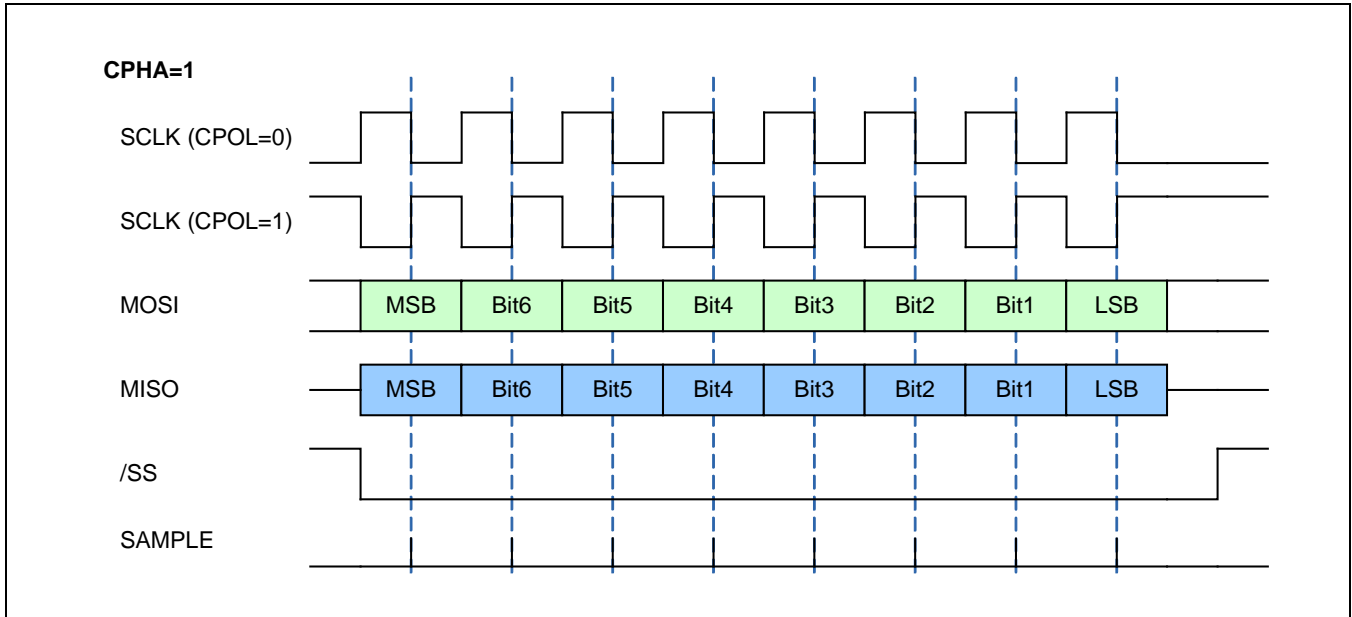 CPHA=1
SCLK (CPOL=0)
SCLK (CPOL=1)
MOSI MSB Bit6 Bit5 Bit4 Bit3 Bit2 Bit1 LSB
MISO MSB Bit6 Bit5 Bit4 Bit3 Bit2 Bit1 LSB
/SS
SAMPLE